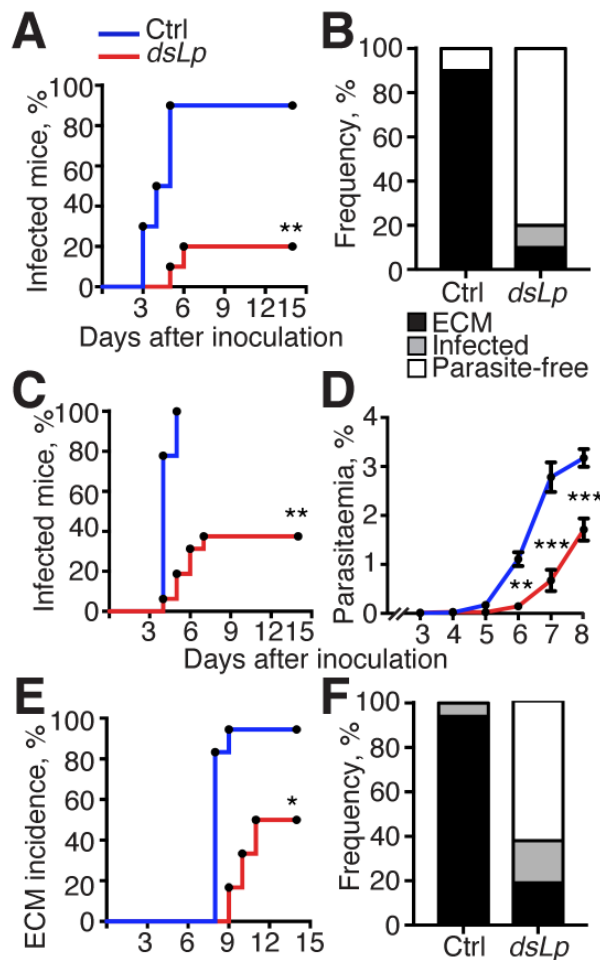 A
Ctrl
dsLp
Infected mice, %
100
80
60
40
20
0
**
3 6 9 12 15
Days after inoculation
B
Frequency, %
100
80
60
40
20
0
Ctrl dsLp
ECM
Infected
Parasite-free
C
Infected mice, %
100
80
60
40
20
0
**
3 6 9 12 15
D
Parasitaemia, %
4
3
2
1
0
**
***
***
3 4 5 6 7 8
Days after inoculation
E
ECM incidence, %
100
80
60
40
20
0
*
3 6 9 12 15
F
Frequency, %
100
80
60
40
20
0
Ctrl dsLp